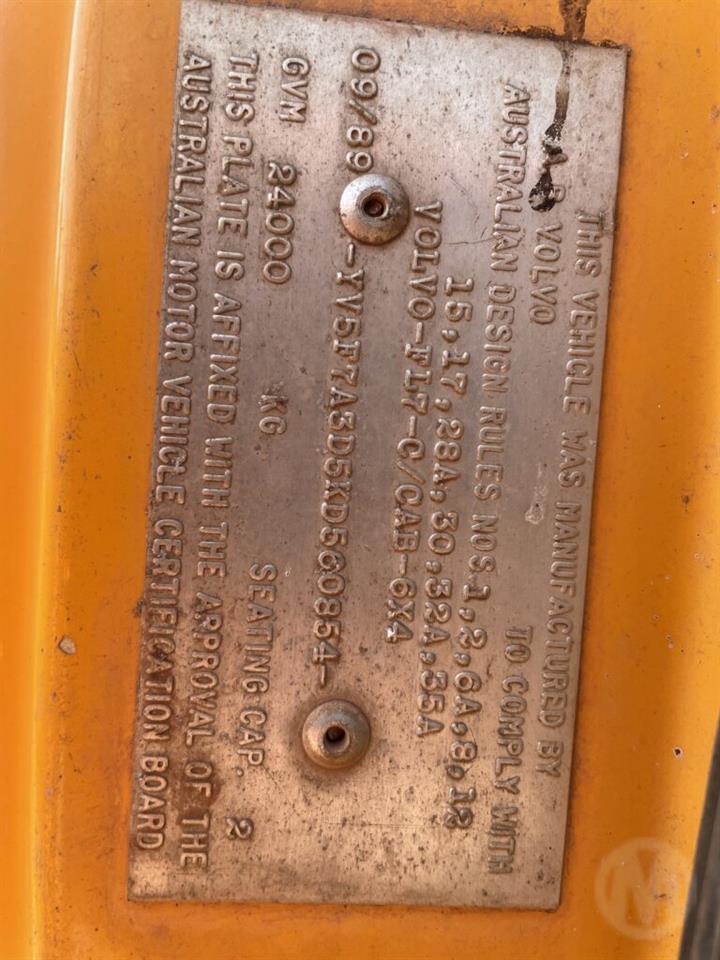 THIS VEHICLE WAS MANUFACTURED BY
A.B. VOLVO TO COMPLY WITH
AUSTRALIAN DESIGN RULES NOS.1,2,6A,8,12
15,17,28A,30,32A,35A
VOLVO-FL7-C/CAB-6X4
09/89 -YV5F7A3D5KD560854-
GVM 24000 KG SEATING CAP. 2
THIS PLATE IS AFFIXED WITH THE APPROVAL OF THE
AUSTRALIAN MOTOR VEHICLE CERTIFICATION BOARD
M